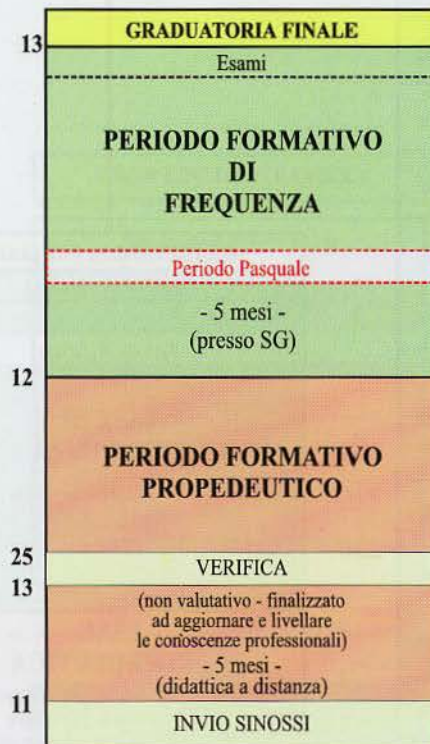 GRADUATORIA FINALE
13
Esami
PERIODO FORMATIVO
DI
FREQUENZA
Periodo Pasquale
- 5 mesi -
(presso SG)
12
PERIODO FORMATIVO
PROPEDEUTICO
25
VERIFICA
13
(non valutativo - finalizzato
ad aggiornare e livellare
le conoscenze professionali)
- 5 mesi -
(didattica a distanza)
11
INVIO SINOSSI